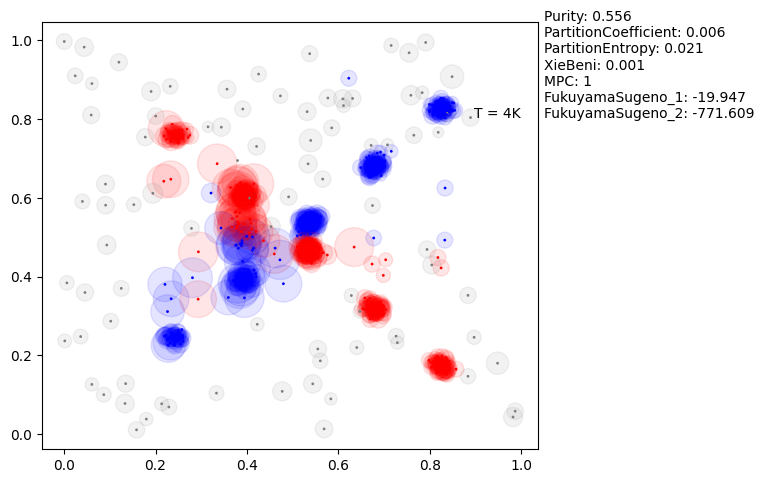 Purity: 0.556
PartitionCoefficient: 0.006
PartitionEntropy: 0.021
XieBeni: 0.001
MPC: 1
FukuyamaSugeno_1: -19.947
FukuyamaSugeno_2: -771.609
T = 4K
1.0
0.8
0.6
0.4
0.2
0.0
0.0 0.2 0.4 0.6 0.8 1.0